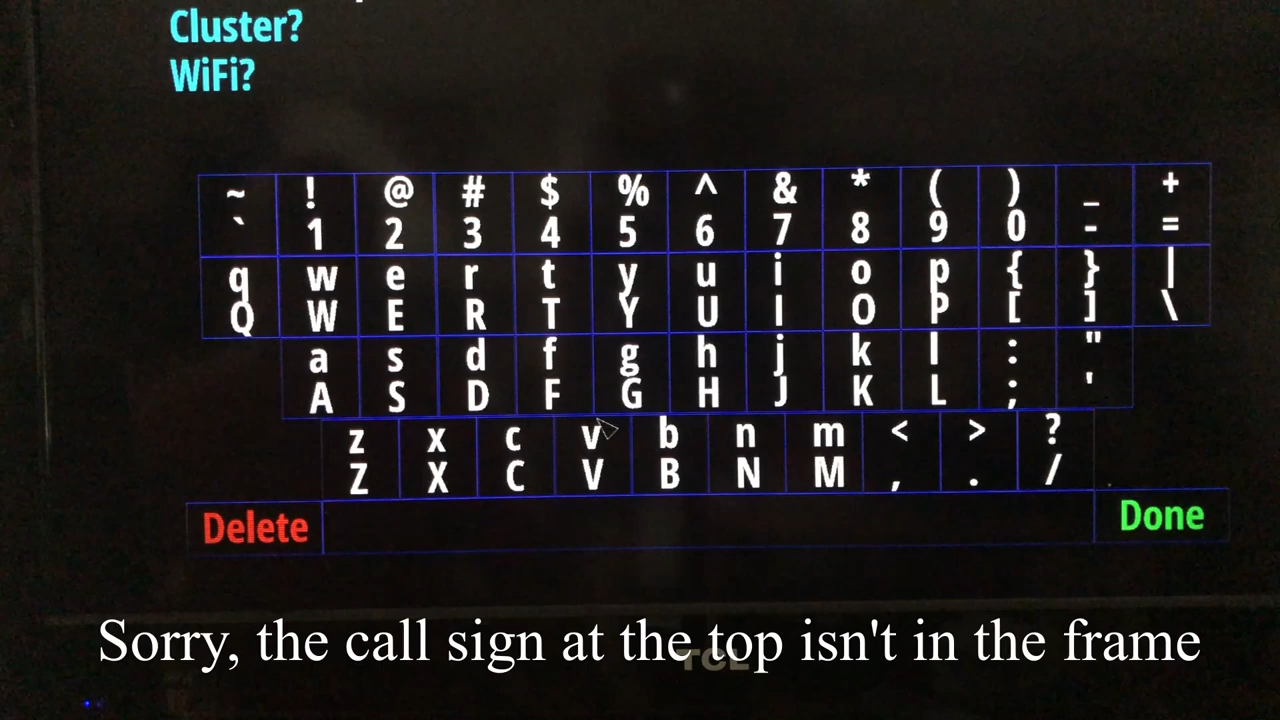 Cluster?
WiFi?
~ ! @ # $ % ^ & * ( ) _ +
` 1 2 3 4 5 6 7 8 9 0 - =
q w e r t y u i o p { } |
Q W E R T Y U I O P [ ] \
a s d f g h j k l : "
A S D F G H J K L ; '
z x c v b n m < > ?
Z X C V B N M , . /
Delete Done
TCL
Sorry, the call sign at the top isn't in the frame